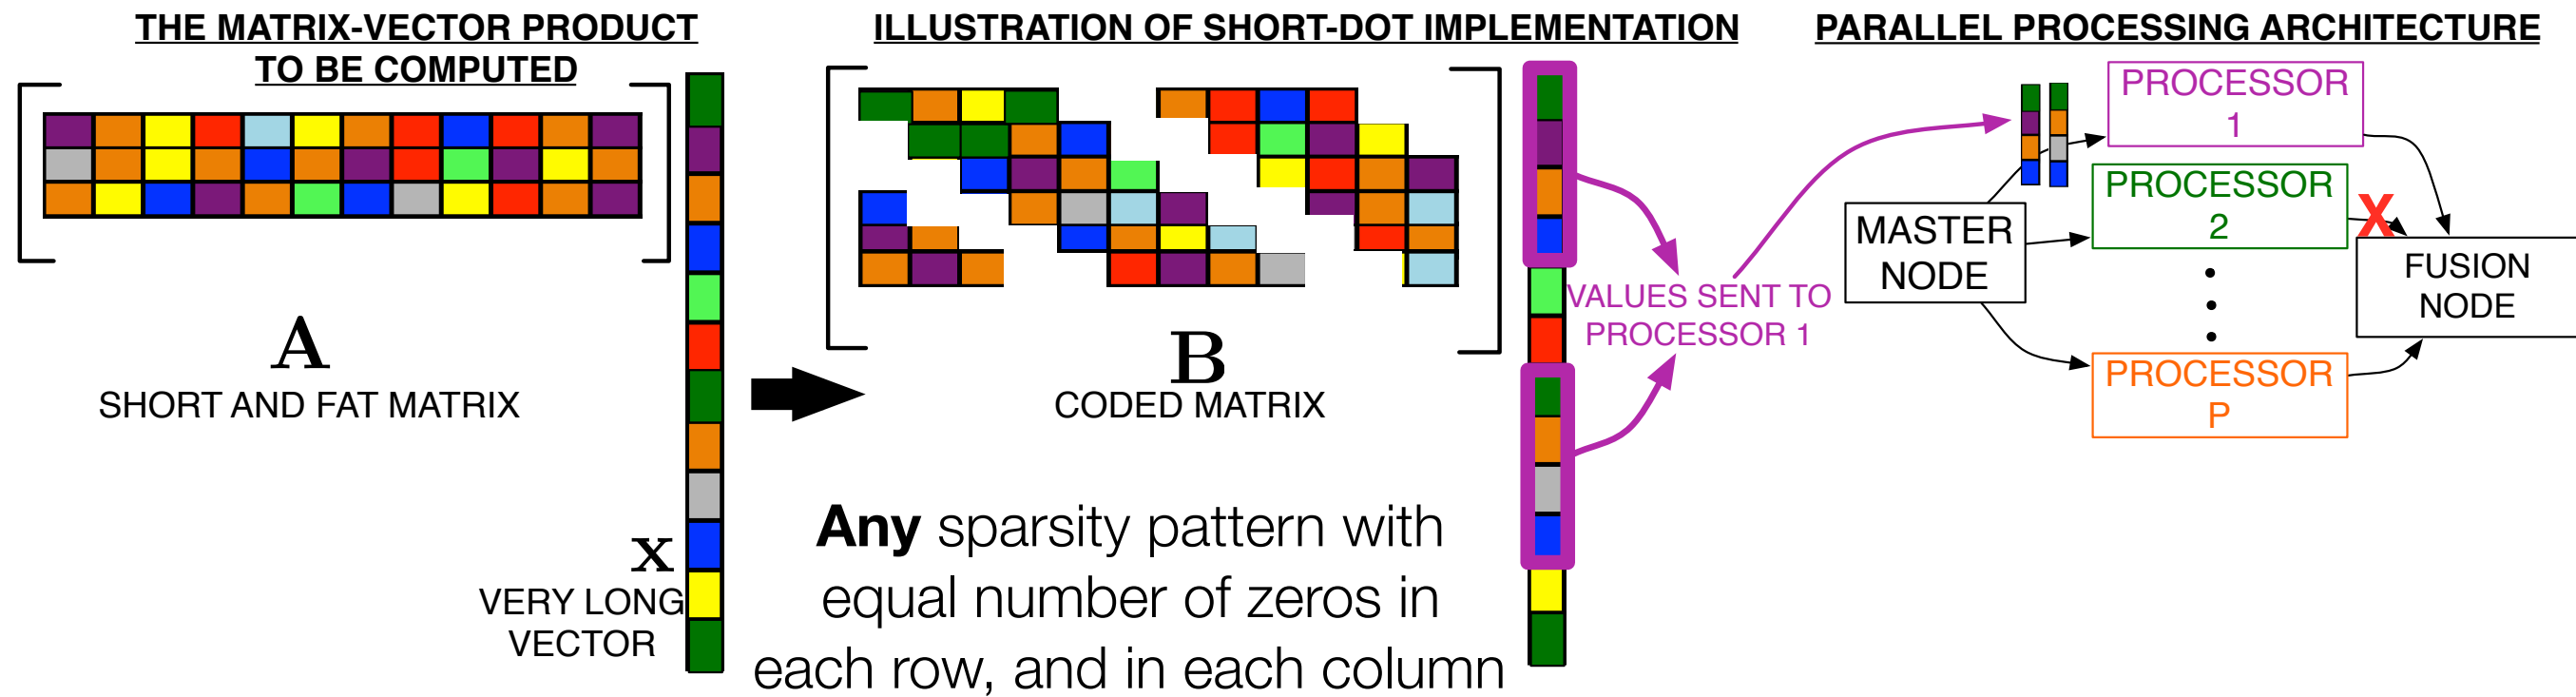 THE MATRIX-VECTOR PRODUCT
TO BE COMPUTED
A
SHORT AND FAT MATRIX
x
VERY LONG
VECTOR
ILLUSTRATION OF SHORT-DOT IMPLEMENTATION
B
CODED MATRIX
Any sparsity pattern with
equal number of zeros in
each row, and in each column
VALUES SENT TO
PROCESSOR 1
PARALLEL PROCESSING ARCHITECTURE
PROCESSOR
1
PROCESSOR
2
X
MASTER
NODE
FUSION
NODE
PROCESSOR
P